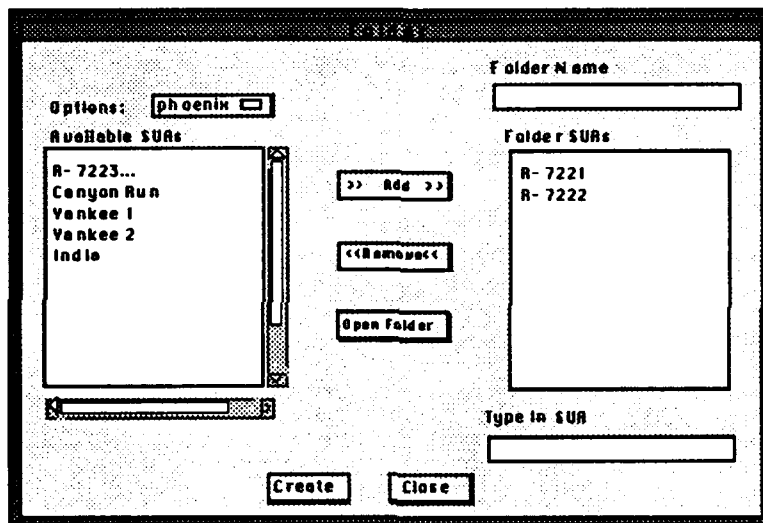 Folder Name
Options: phoenix
Available SUAs
Folder SUAs
R-7223...
Canyon Run
Yankee 1
Yankee 2
India
>> Add >>
<<Remove<<
Open Folder
R-7221
R-7222
Type in SUA
Create
Close